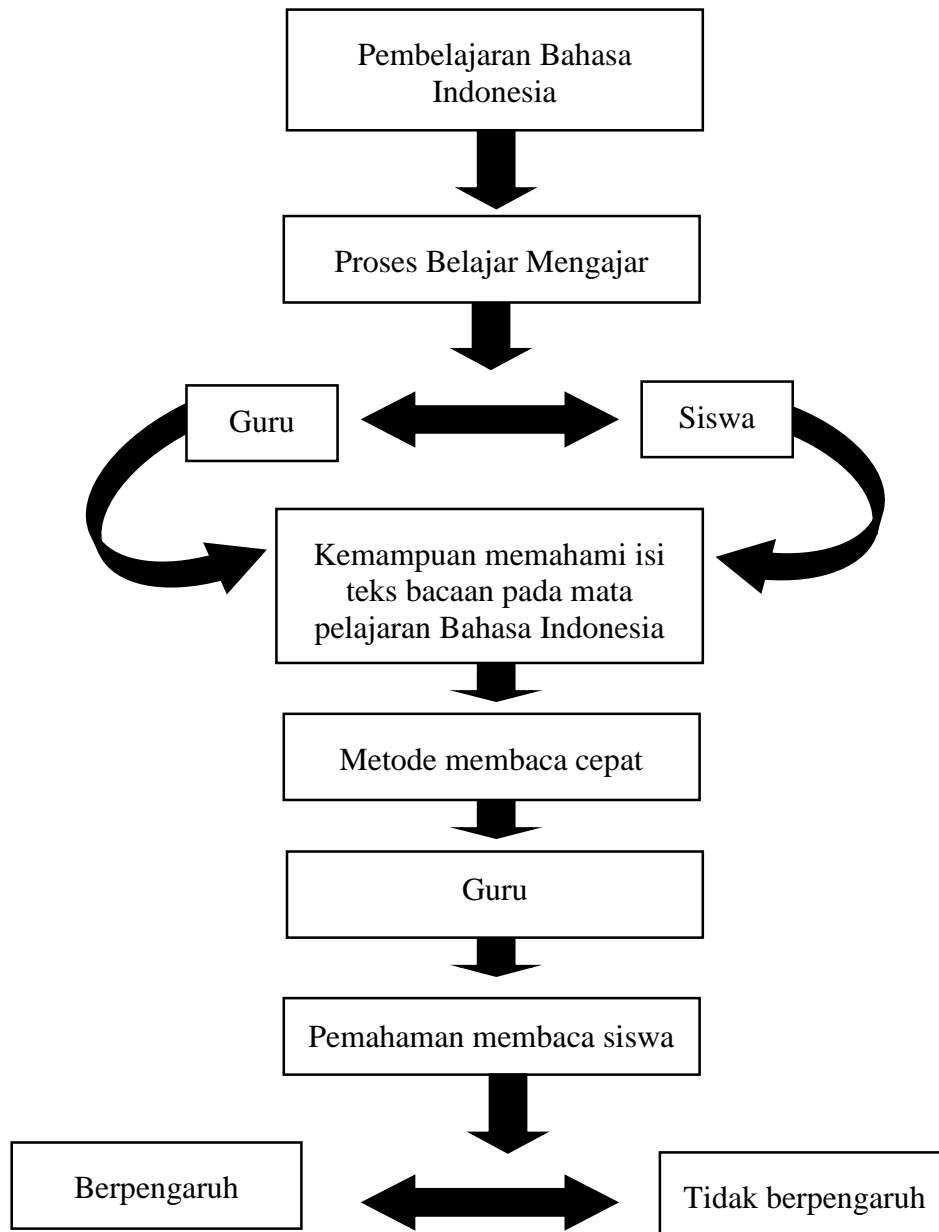 Pembelajaran Bahasa
Indonesia
Proses Belajar Mengajar
Guru
Siswa
Kemampuan memahami isi
teks bacaan pada mata
pelajaran Bahasa Indonesia
Metode membaca cepat
Guru
Pemahaman membaca siswa
Berpengaruh
Tidak berpengaruh